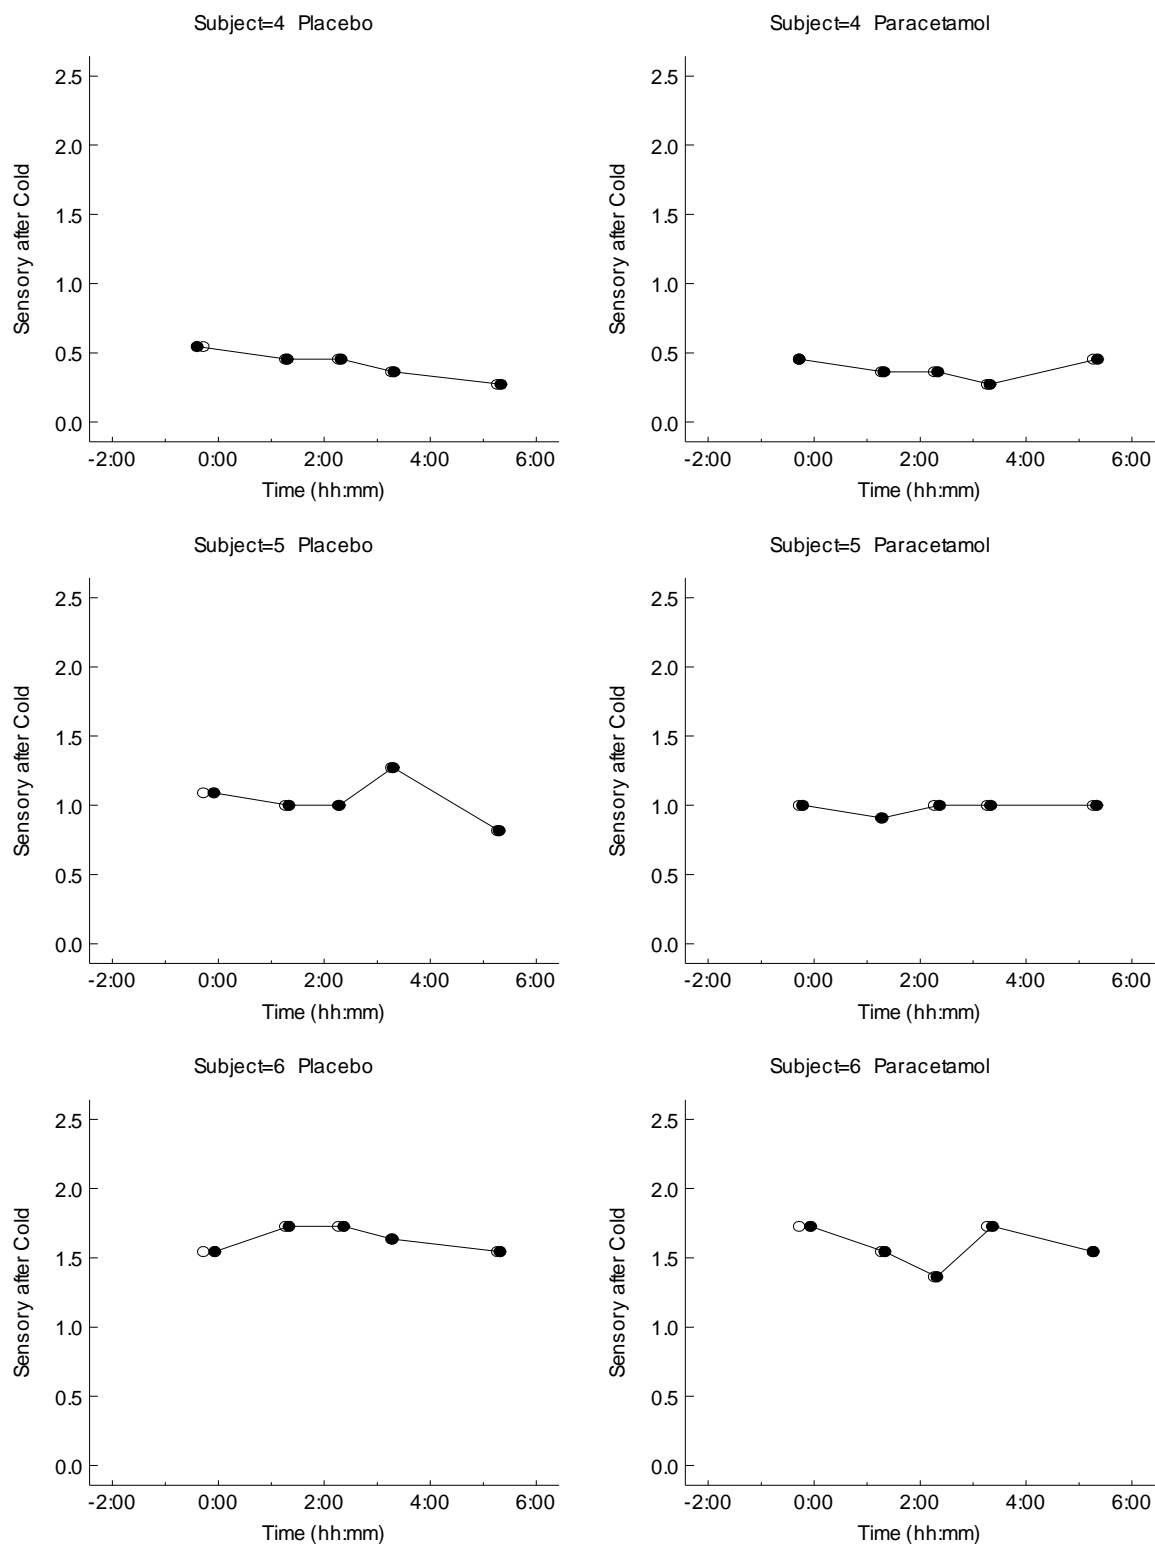 Subject=4 Placebo
2.5
2.0
1.5
1.0
0.5
0.0
Sensory after Cold
-2:00 0:00 2:00 4:00 6:00
Time (hh:mm)
Subject=4 Paracetamol
2.5
2.0
1.5
1.0
0.5
0.0
Sensory after Cold
-2:00 0:00 2:00 4:00 6:00
Time (hh:mm)
Subject=5 Placebo
2.5
2.0
1.5
1.0
0.5
0.0
Sensory after Cold
-2:00 0:00 2:00 4:00 6:00
Time (hh:mm)
Subject=5 Paracetamol
2.5
2.0
1.5
1.0
0.5
0.0
Sensory after Cold
-2:00 0:00 2:00 4:00 6:00
Time (hh:mm)
Subject=6 Placebo
2.5
2.0
1.5
1.0
0.5
0.0
Sensory after Cold
-2:00 0:00 2:00 4:00 6:00
Time (hh:mm)
Subject=6 Paracetamol
2.5
2.0
1.5
1.0
0.5
0.0
Sensory after Cold
-2:00 0:00 2:00 4:00 6:00
Time (hh:mm)